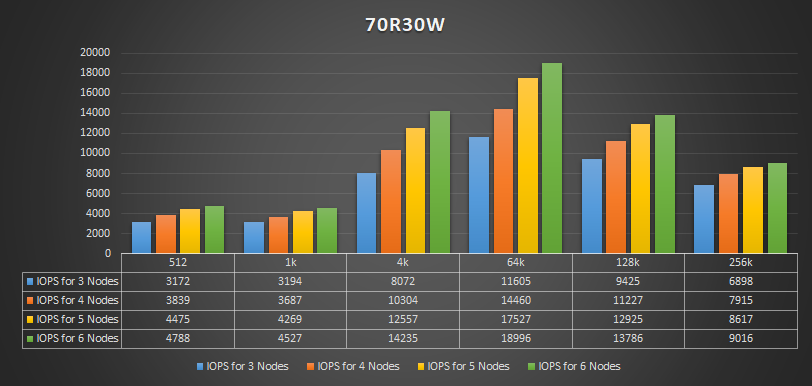 70R30W
20000
18000
16000
14000
12000
10000
8000
6000
4000
2000
0
512 1k 4k 64k 128k 256k
IOPS for 3 Nodes 3172 3194 8072 11605 9425 6898
IOPS for 4 Nodes 3839 3687 10304 14460 11227 7915
IOPS for 5 Nodes 4475 4269 12557 17527 12925 8617
IOPS for 6 Nodes 4788 4527 14235 18996 13786 9016
IOPS for 3 Nodes IOPS for 4 Nodes IOPS for 5 Nodes IOPS for 6 Nodes